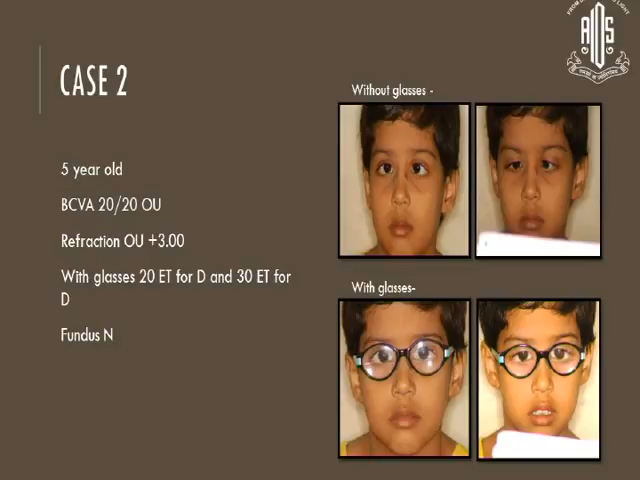 CASE 2
5 year old
BCVA 20/20 OU
Refraction OU +3.00
With glasses 20 ET for D and 30 ET for
D
Fundus N
Without glasses -
With glasses-
AIOS